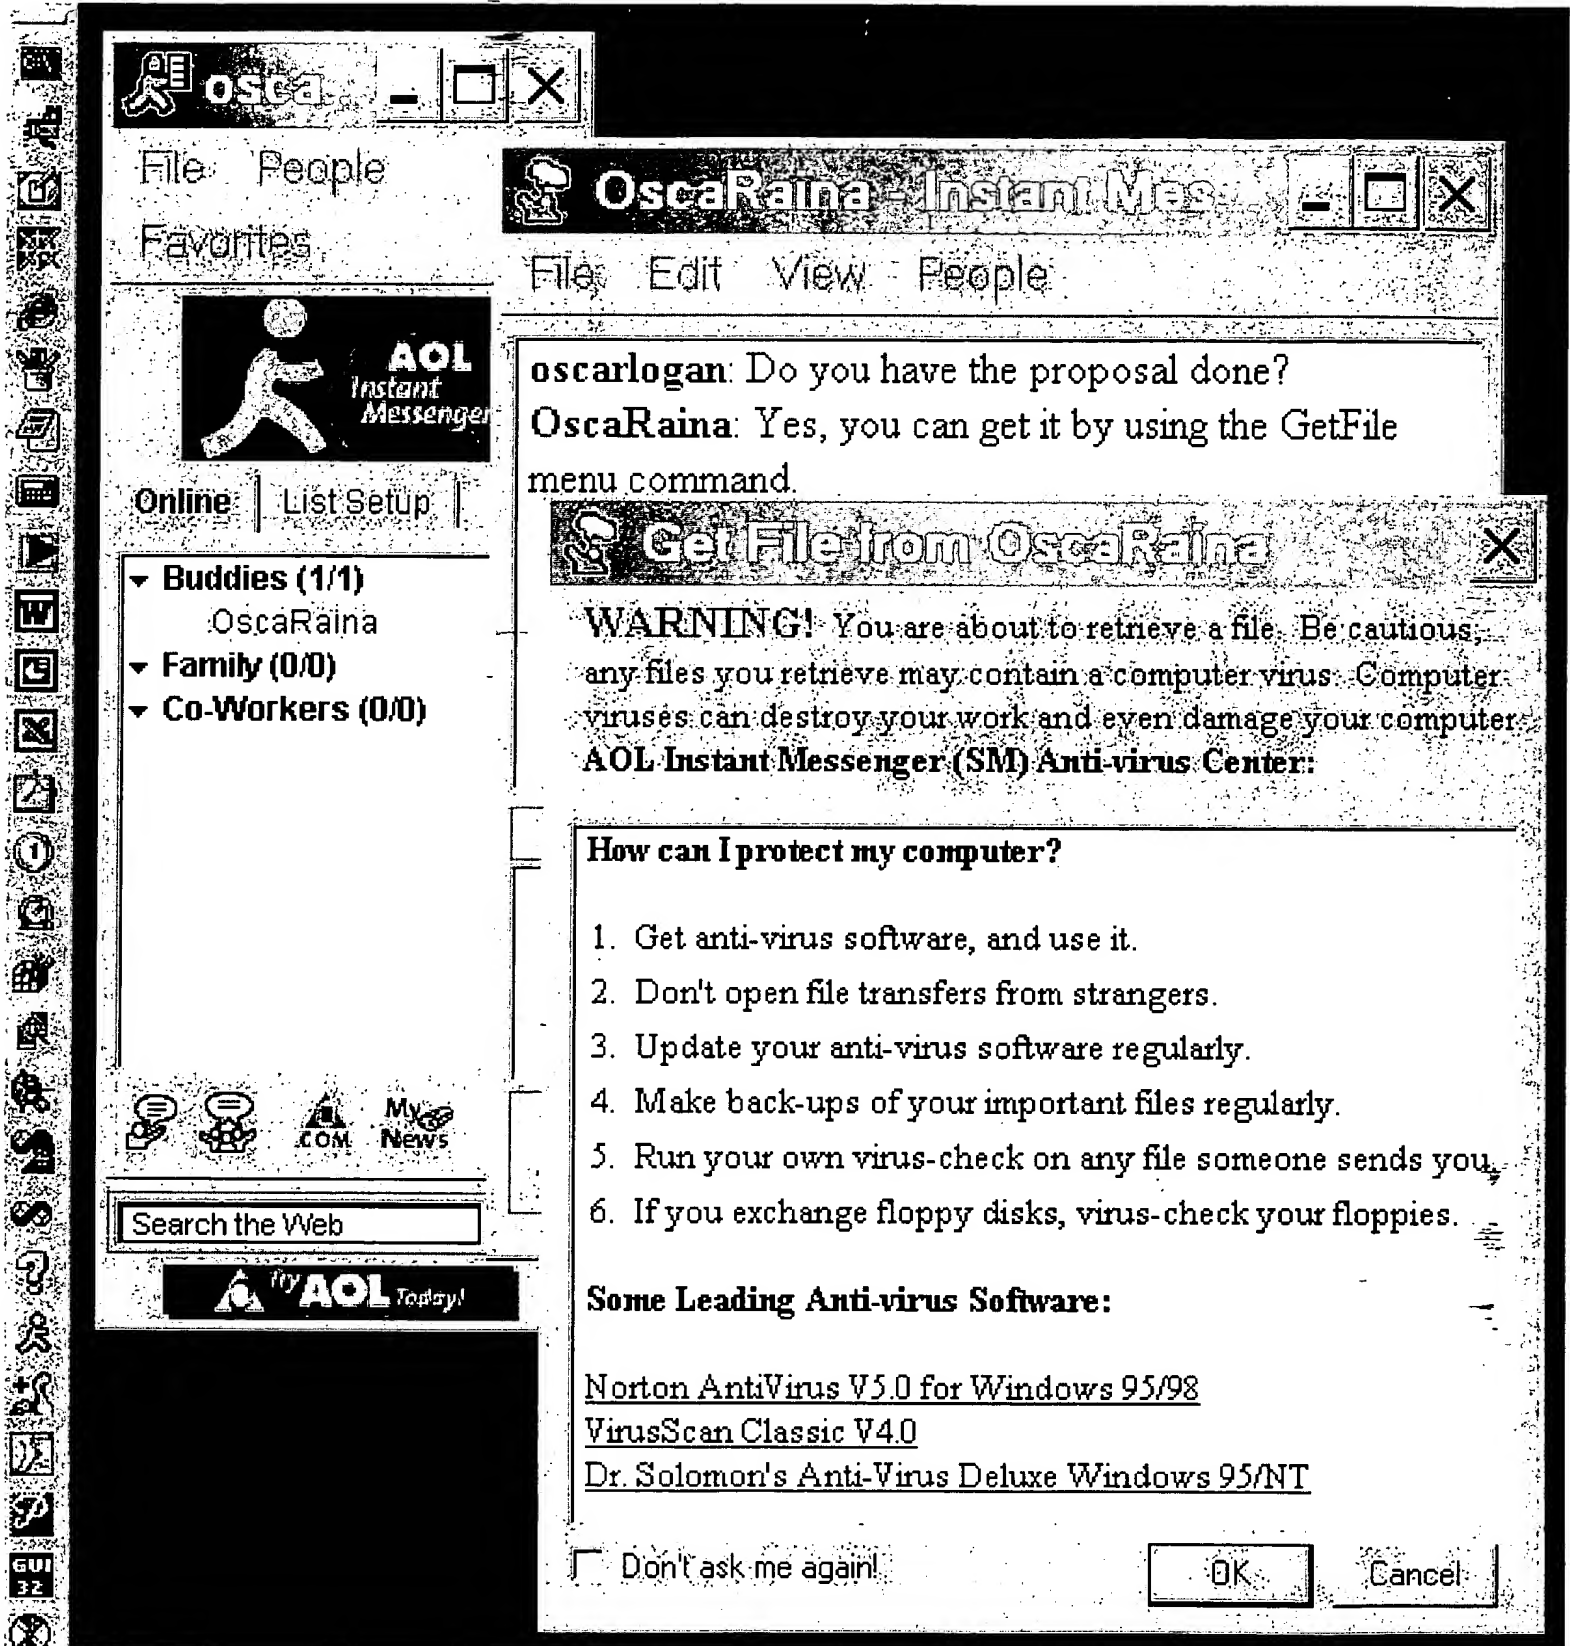 osca...
File People
Favorites
AOL
Instant
Messenger
Online List Setup
Buddies (1/1)
OscaRaina
Family (0/0)
Co-Workers (0/0)
.COM
My
News
Search the Web
Try AOL Today!
OscaRaina - Instant Mes...
File Edit View People
oscarlogan: Do you have the proposal done?
OscaRaina: Yes, you can get it by using the GetFile
menu command.
Get File from OscaRaina
WARNING! You are about to retrieve a file. Be cautious,
any files you retrieve may contain a computer virus. Computer
viruses can destroy your work and even damage your computer
AOL Instant Messenger (SM) Anti-virus Center:
How can I protect my computer?
1. Get anti-virus software, and use it.
2. Don't open file transfers from strangers.
3. Update your anti-virus software regularly.
4. Make back-ups of your important files regularly.
5. Run your own virus-check on any file someone sends you.
6. If you exchange floppy disks, virus-check your floppies.
Some Leading Anti-virus Software:
Norton AntiVirus V5.0 for Windows 95/98
VirusScan Classic V4.0
Dr. Solomon's Anti-Virus Deluxe Windows 95/NT
Don't ask me again!
OK Cancel
GUI
32